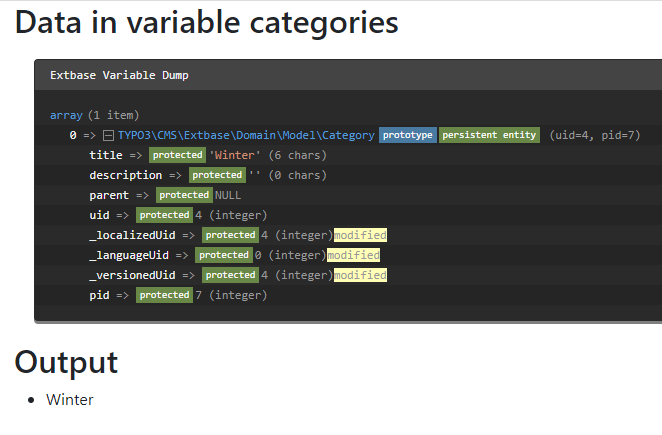 Data in variable categories
Extbase Variable Dump
array (1 item)
0 => TYPO3\CMS\Extbase\Domain\Model\Category prototype persistent entity (uid=4, pid=7)
title => protected 'Winter' (6 chars)
description => protected '' (0 chars)
parent => protected NULL
uid => protected 4 (integer)
_localizedUid => protected 4 (integer)modified
_languageUid => protected 0 (integer)modified
_versionedUid => protected 4 (integer)modified
pid => protected 7 (integer)
Output
• Winter